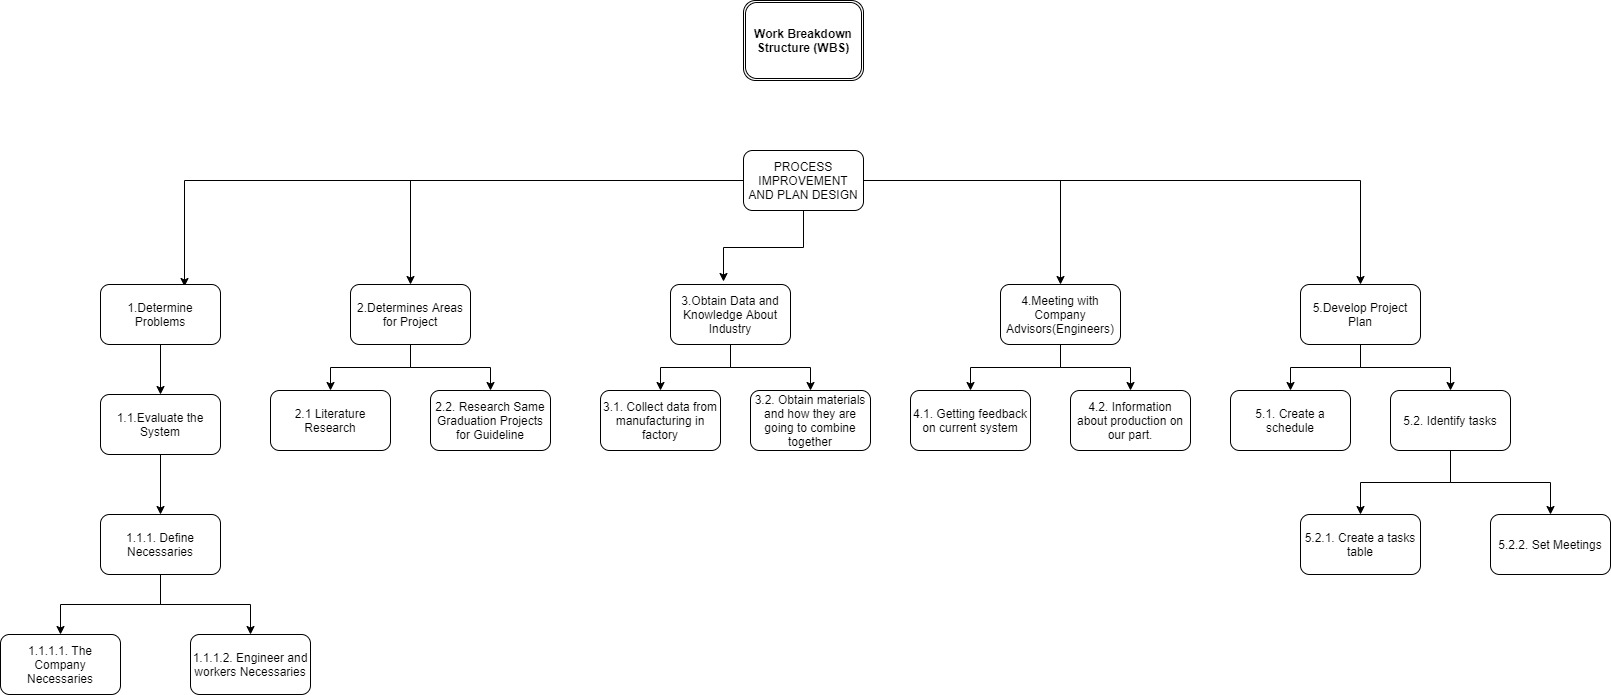 Work Breakdown
Structure (WBS)
PROCESS
IMPROVEMENT
AND PLAN DESIGN
1.Determine
Problems
2.Determines Areas
for Project
3.Obtain Data and
Knowledge About
Industry
4.Meeting with
Company
Advisors(Engineers)
5.Develop Project
Plan
1.1.Evaluate the
System
2.1 Literature
Research
2.2. Research Same
Graduation Projects
for Guideline
3.1. Collect data from
manufacturing in
factory
3.2. Obtain materials
and how they are
going to combine
together
4.1. Getting feedback
on current system
4.2. Information
about production on
our part.
5.1. Create a
schedule
5.2. Identify tasks
1.1.1. Define
Necessaries
5.2.1. Create a tasks
table
5.2.2. Set Meetings
1.1.1.1. The
Company
Necessaries
1.1.1.2. Engineer and
workers Necessaries